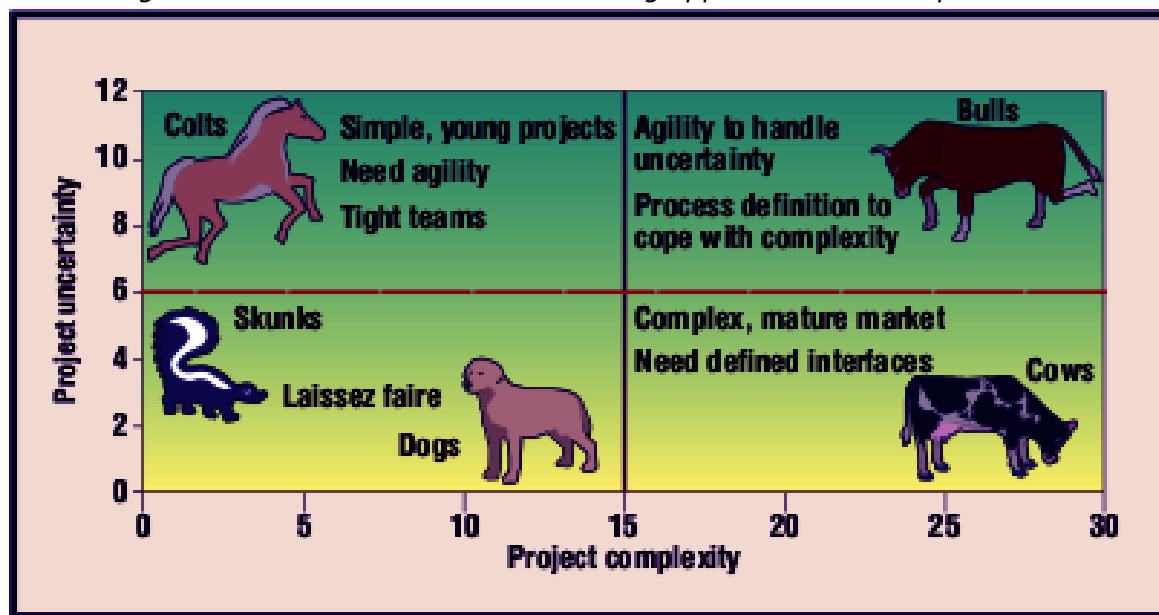 Colts
Simple, young projects
Need agility
Tight teams
Agility to handle
uncertainty
Process definition to
cope with complexity
Bulls
Skunks
Laissez faire
Dogs
Complex, mature market
Need defined interfaces
Cows
Project uncertainty
12
10
8
6
4
2
0
0
5
10
15
20
25
30
Project complexity